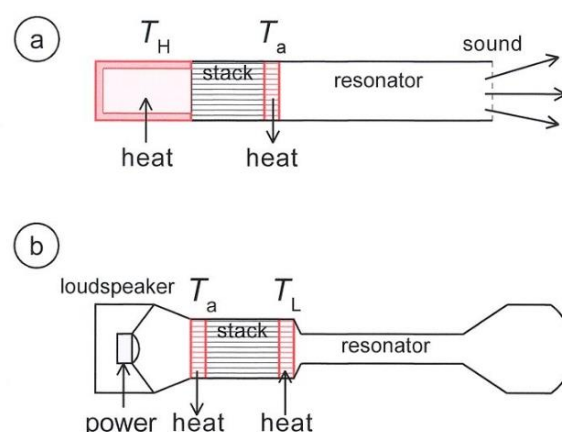 a
T_H T_a sound
stack resonator
heat heat
b
loudspeaker T_a T_L
stack resonator
power heat heat